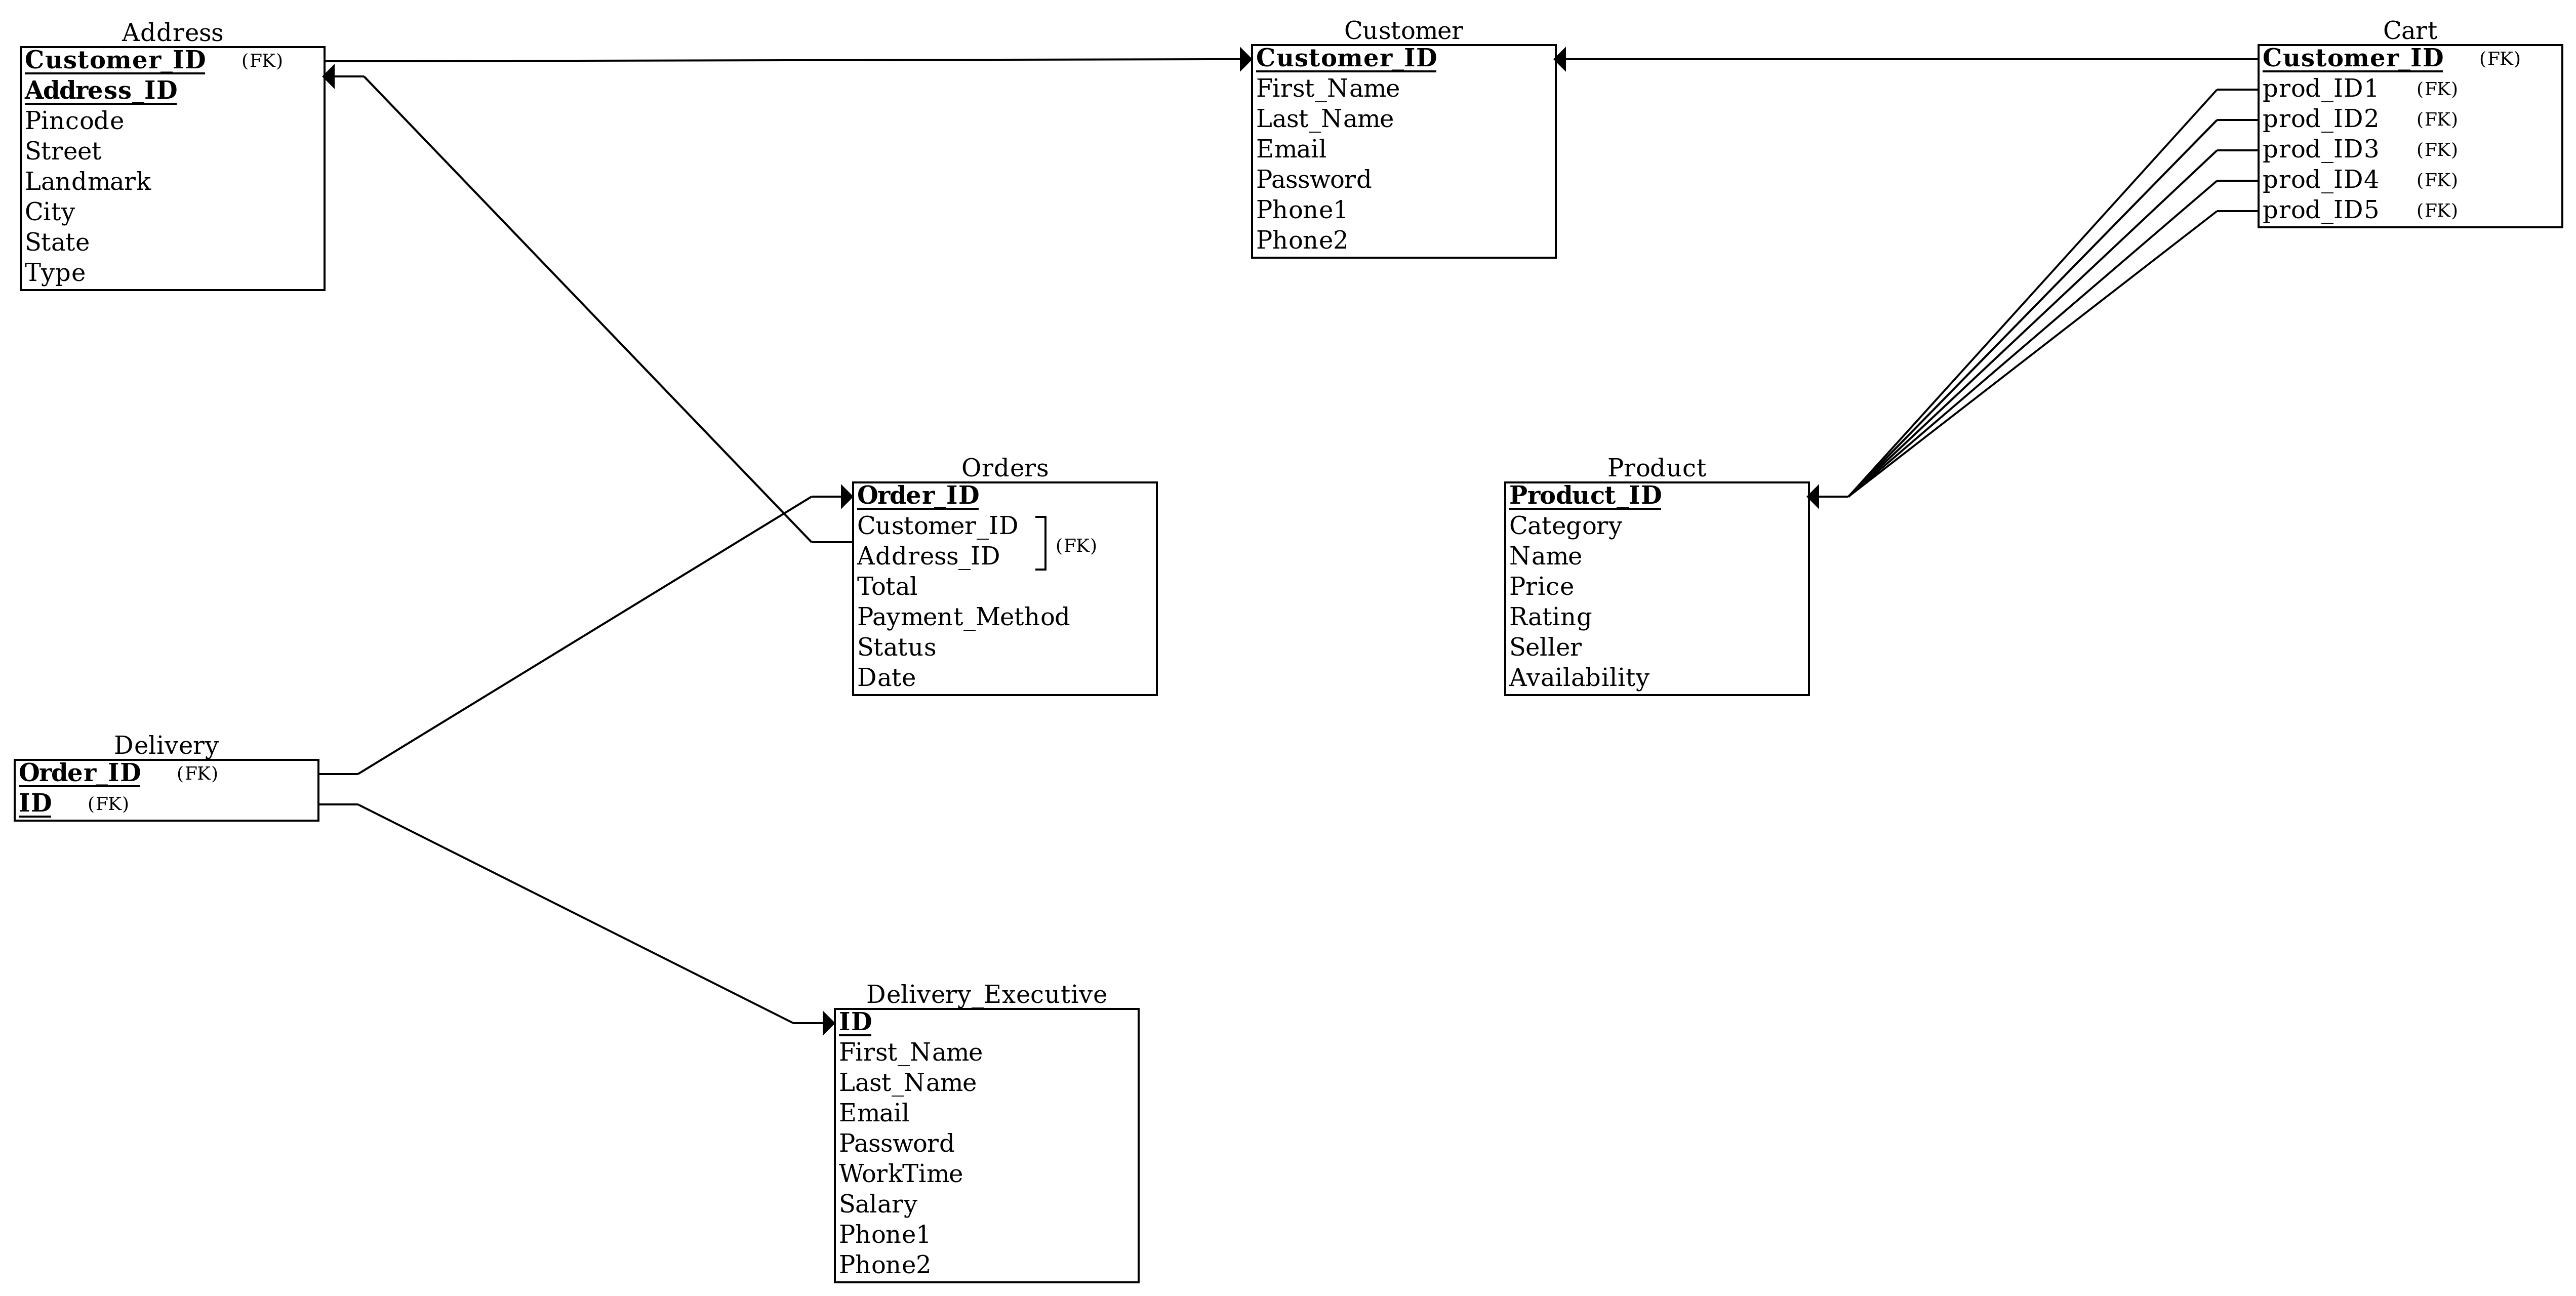 Address
Customer_ID (FK)
Address_ID
Pincode
Street
Landmark
City
State
Type
Customer
Customer_ID
First_Name
Last_Name
Email
Password
Phone1
Phone2
Cart
Customer_ID (FK)
prod_ID1 (FK)
prod_ID2 (FK)
prod_ID3 (FK)
prod_ID4 (FK)
prod_ID5 (FK)
Orders
Order_ID
Customer_ID
Address_ID
(FK)
Total
Payment_Method
Status
Date
Product
Product_ID
Category
Name
Price
Rating
Seller
Availability
Delivery
Order_ID (FK)
ID (FK)
Delivery_Executive
ID
First_Name
Last_Name
Email
Password
WorkTime
Salary
Phone1
Phone2